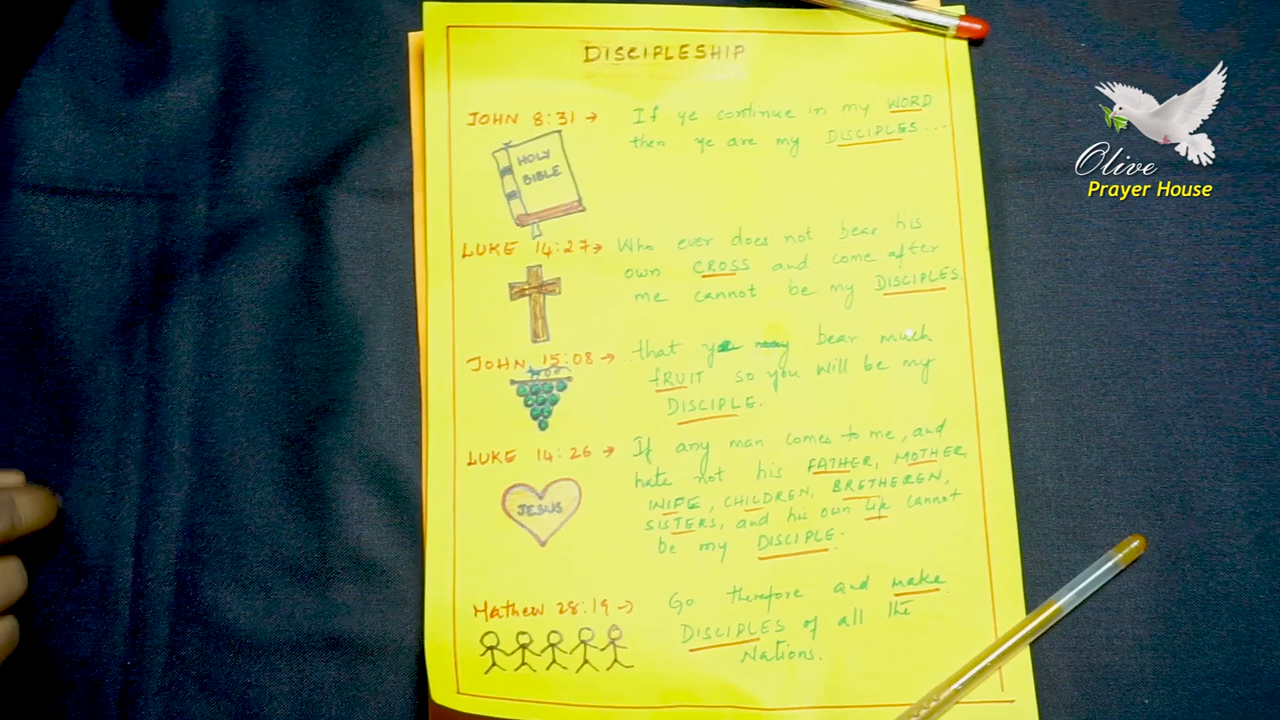 DISCIPLESHIP
JOHN 8:31 → If ye continue in my WORD
then ye are my DISCIPLES...
HOLY
BIBLE
LUKE 14:27 → Who ever does not bear his
own CROSS and come after
me cannot be my DISCIPLES
JOHN 15:08 → ..that bear much
fRUIT so you will be my
DISCIPLE.
LUKE 14:26 → If any man comes to me, and
hate not his FATHER, MOTHER,
WIFE, CHILDREN, BRETHEREN,
SISTERS, and his own life cannot
be my DISCIPLE.
JESUS
Mathew 28:19 → Go therefore and make
DISCIPLES of all the
Nations.
Olive
Prayer House